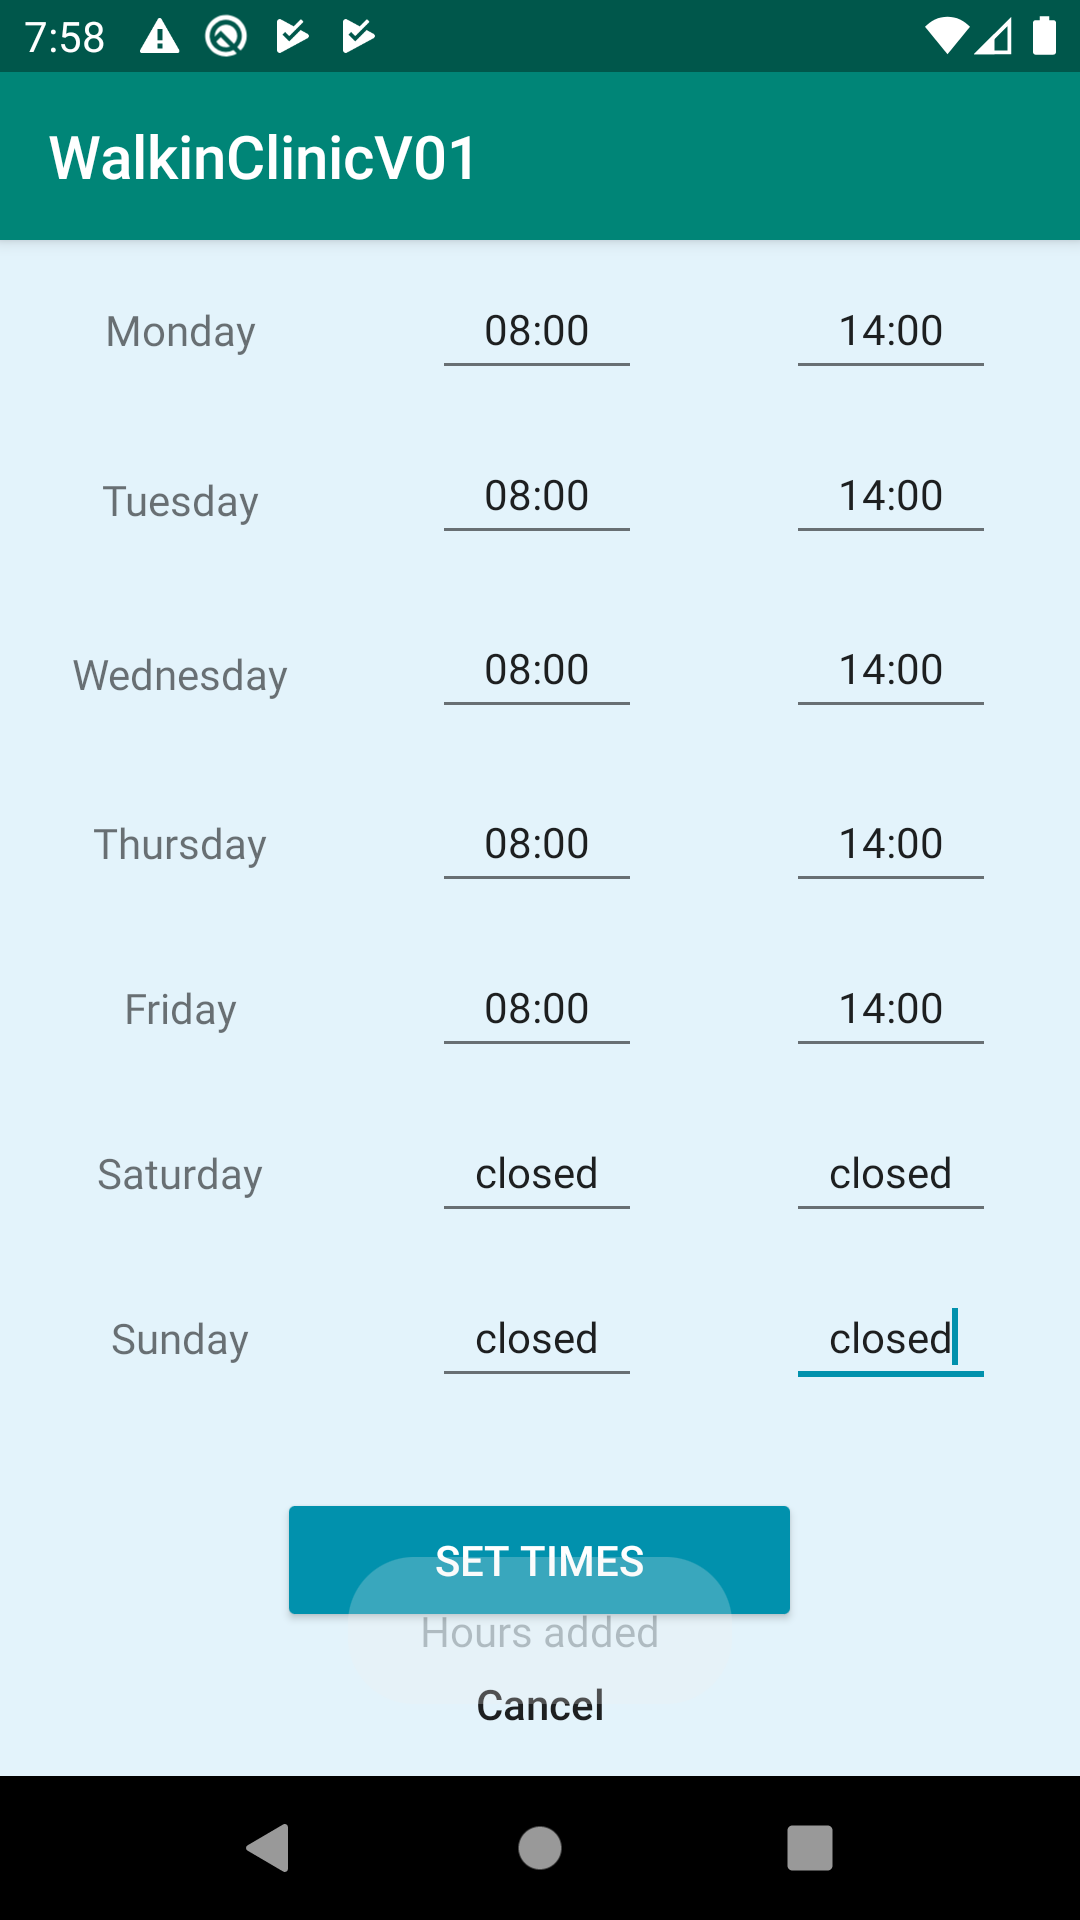 7:58
WalkinClinicV01
Monday 08:00 14:00
Tuesday 08:00 14:00
Wednesday 08:00 14:00
Thursday 08:00 14:00
Friday 08:00 14:00
Saturday closed closed
Sunday closed closed
SET TIMES
Hours added
Cancel